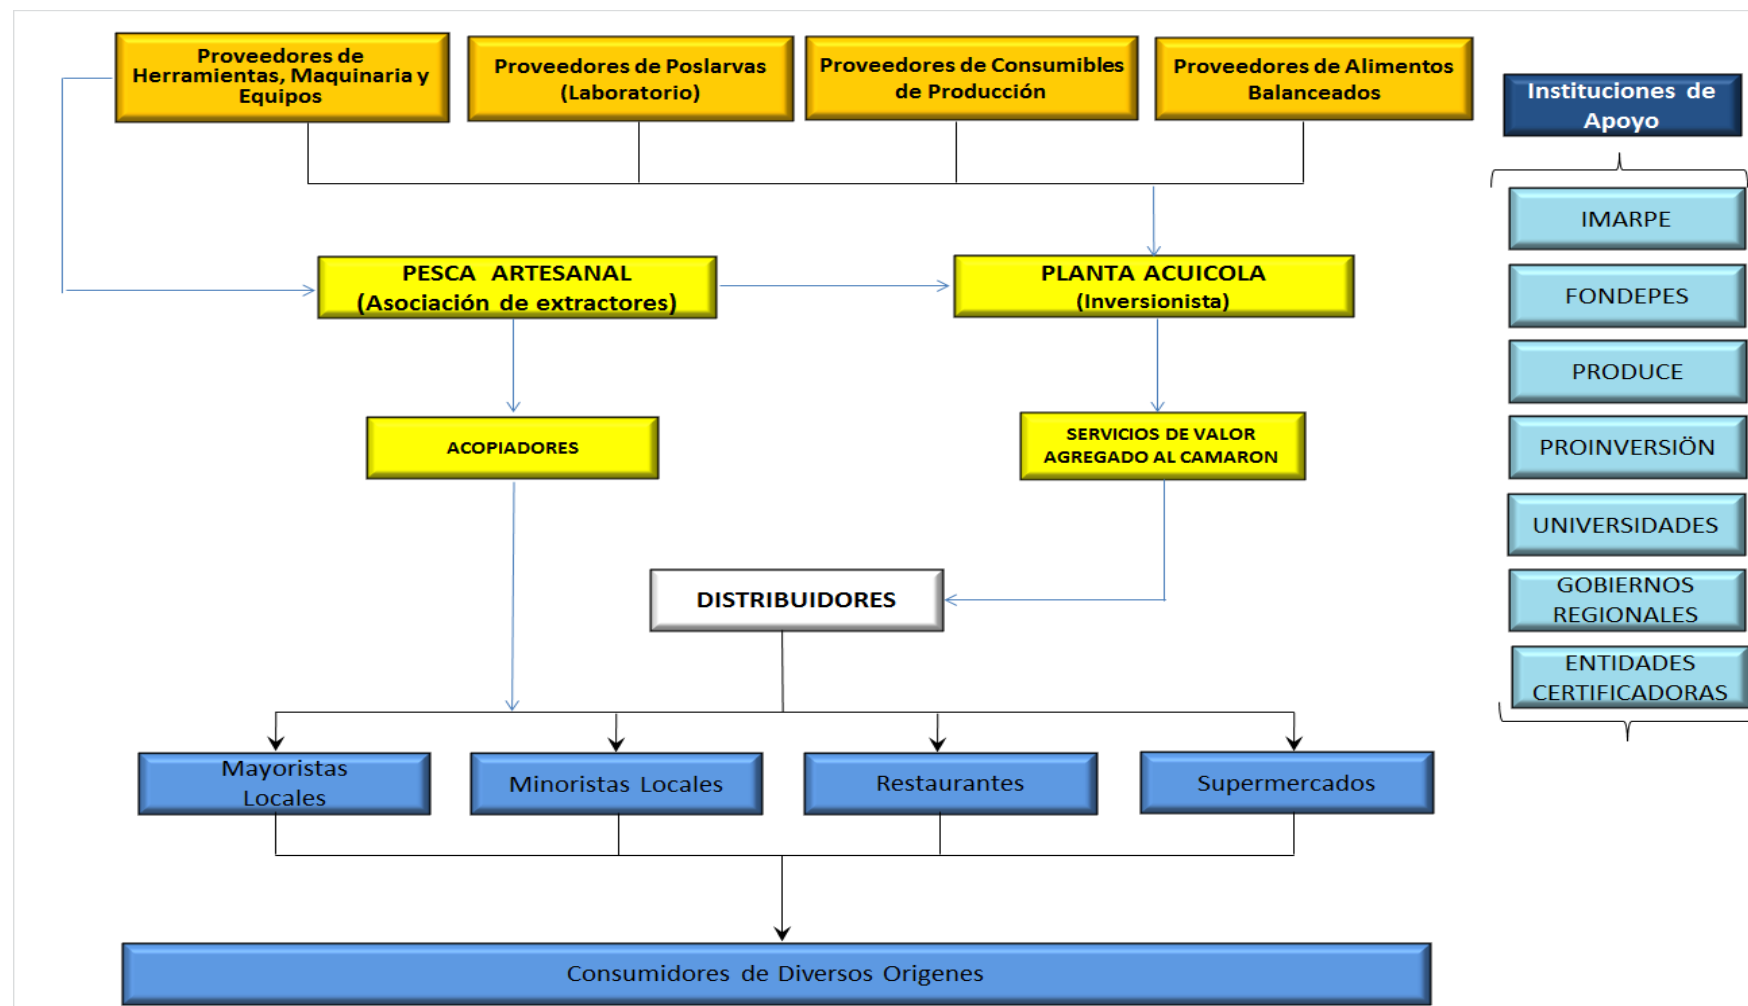 Proveedores de
Herramientas, Maquinaria y
Equipos
Proveedores de Poslarvas
(Laboratorio)
Proveedores de Consumibles
de Producción
Proveedores de Alimentos
Balanceados
Instituciones de
Apoyo
IMARPE
FONDEPES
PRODUCE
PROINVERSIÖN
UNIVERSIDADES
GOBIERNOS
REGIONALES
ENTIDADES
CERTIFICADORAS
PESCA ARTESANAL
(Asociación de extractores)
PLANTA ACUICOLA
(Inversionista)
ACOPIADORES
SERVICIOS DE VALOR
AGREGADO AL CAMARON
DISTRIBUIDORES
Mayoristas
Locales
Minoristas Locales
Restaurantes
Supermercados
Consumidores de Diversos Origenes